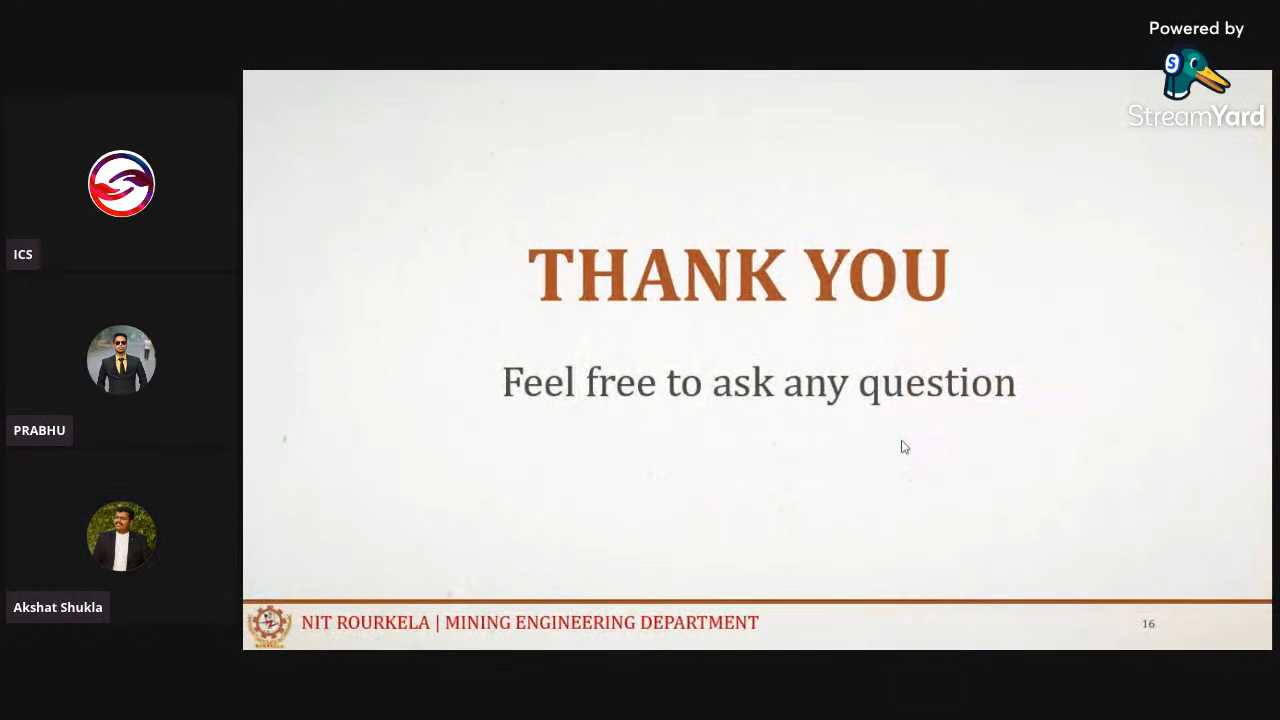 Powered by
StreamYard
ICS
PRABHU
Akshat Shukla
THANK YOU
Feel free to ask any question
NIT ROURKELA | MINING ENGINEERING DEPARTMENT
16